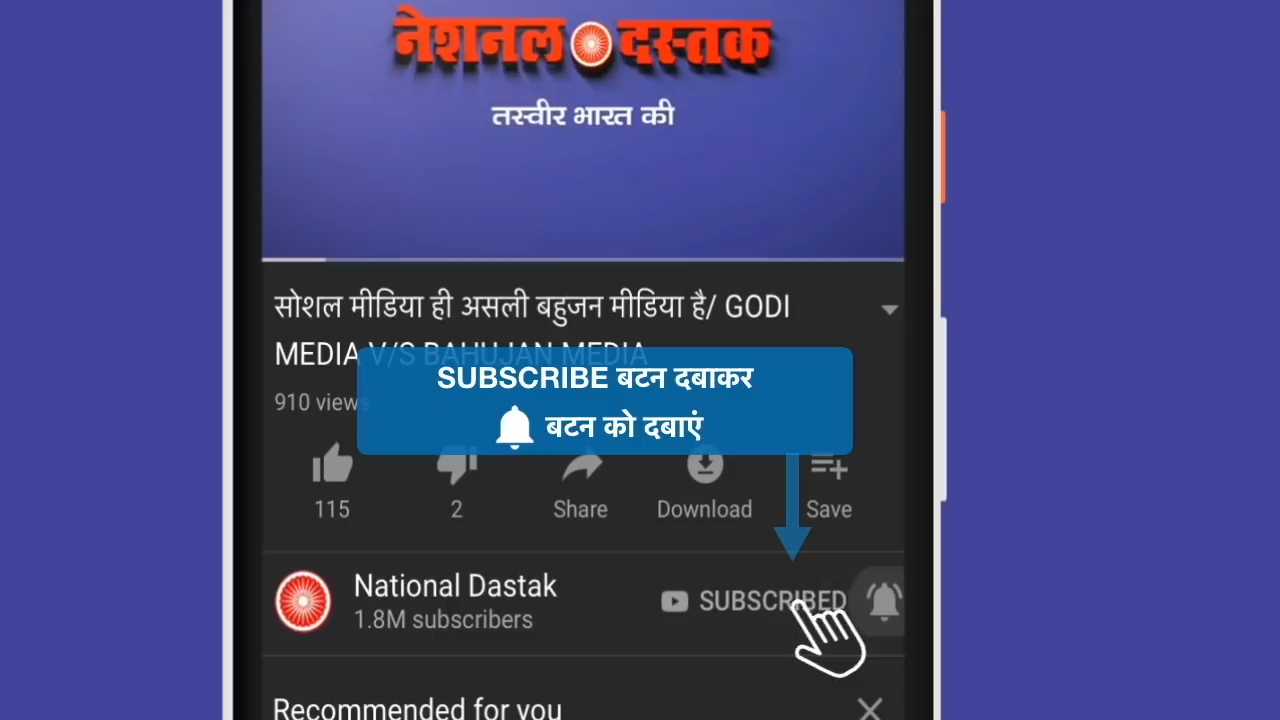 नेशनल दस्तक
तस्वीर भारत की
सोशल मीडिया ही असली बहुजन मीडिया है/ GODI
MEDIA V/S BAHUJAN MEDIA
910 views
SUBSCRIBE बटन दबाकर
बटन को दबाएं
115
2
Share
Download
Save
National Dastak
1.8M subscribers
SUBSCRIBED
Recommended for you